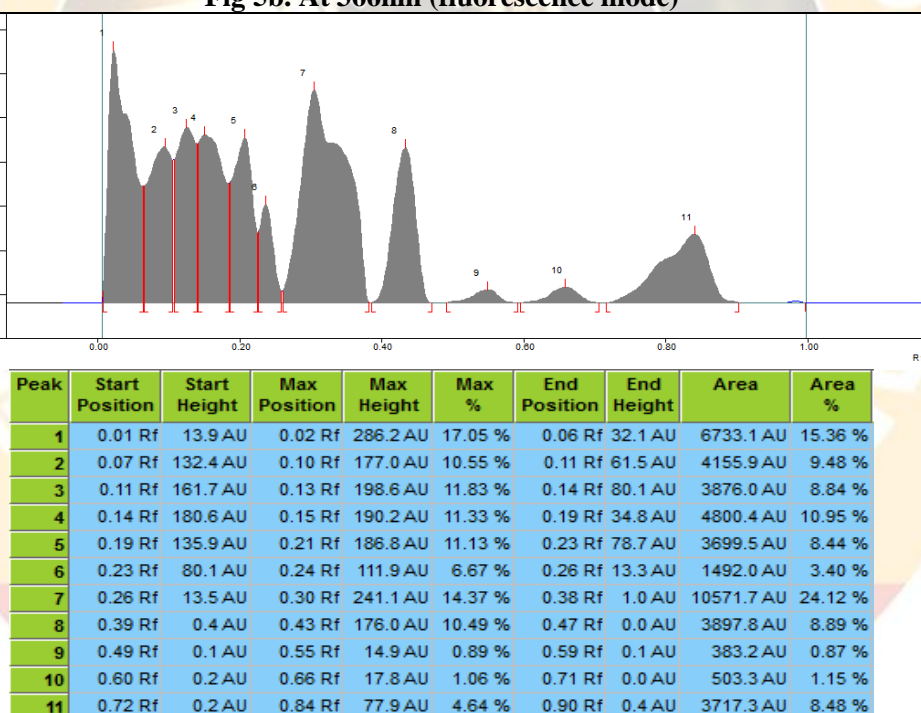 Fig 5b. At 366nm (fluorescence mode)
1
2
3
4
5
6
7
8
9
10
11
0.00 0.20 0.40 0.60 0.80 1.00
R
Peak Start Position Start Height Max Position Max Height Max % End Position End Height Area Area %
1 0.01 Rf 13.9 AU 0.02 Rf 286.2 AU 17.05 % 0.06 Rf 32.1 AU 6733.1 AU 15.36 %
2 0.07 Rf 132.4 AU 0.10 Rf 177.0 AU 10.55 % 0.11 Rf 61.5 AU 4155.9 AU 9.48 %
3 0.11 Rf 161.7 AU 0.13 Rf 198.6 AU 11.83 % 0.14 Rf 80.1 AU 3876.0 AU 8.84 %
4 0.14 Rf 180.6 AU 0.15 Rf 190.2 AU 11.33 % 0.19 Rf 34.8 AU 4800.4 AU 10.95 %
5 0.19 Rf 135.9 AU 0.21 Rf 186.8 AU 11.13 % 0.23 Rf 78.7 AU 3699.5 AU 8.44 %
6 0.23 Rf 80.1 AU 0.24 Rf 111.9 AU 6.67 % 0.26 Rf 13.3 AU 1492.0 AU 3.40 %
7 0.26 Rf 13.5 AU 0.30 Rf 241.1 AU 14.37 % 0.38 Rf 1.0 AU 10571.7 AU 24.12 %
8 0.39 Rf 0.4 AU 0.43 Rf 176.0 AU 10.49 % 0.47 Rf 0.0 AU 3897.8 AU 8.89 %
9 0.49 Rf 0.1 AU 0.55 Rf 14.9 AU 0.89 % 0.59 Rf 0.1 AU 383.2 AU 0.87 %
10 0.60 Rf 0.2 AU 0.66 Rf 17.8 AU 1.06 % 0.71 Rf 0.0 AU 503.3 AU 1.15 %
11 0.72 Rf 0.2 AU 0.84 Rf 77.9 AU 4.64 % 0.90 Rf 0.4 AU 3717.3 AU 8.48 %